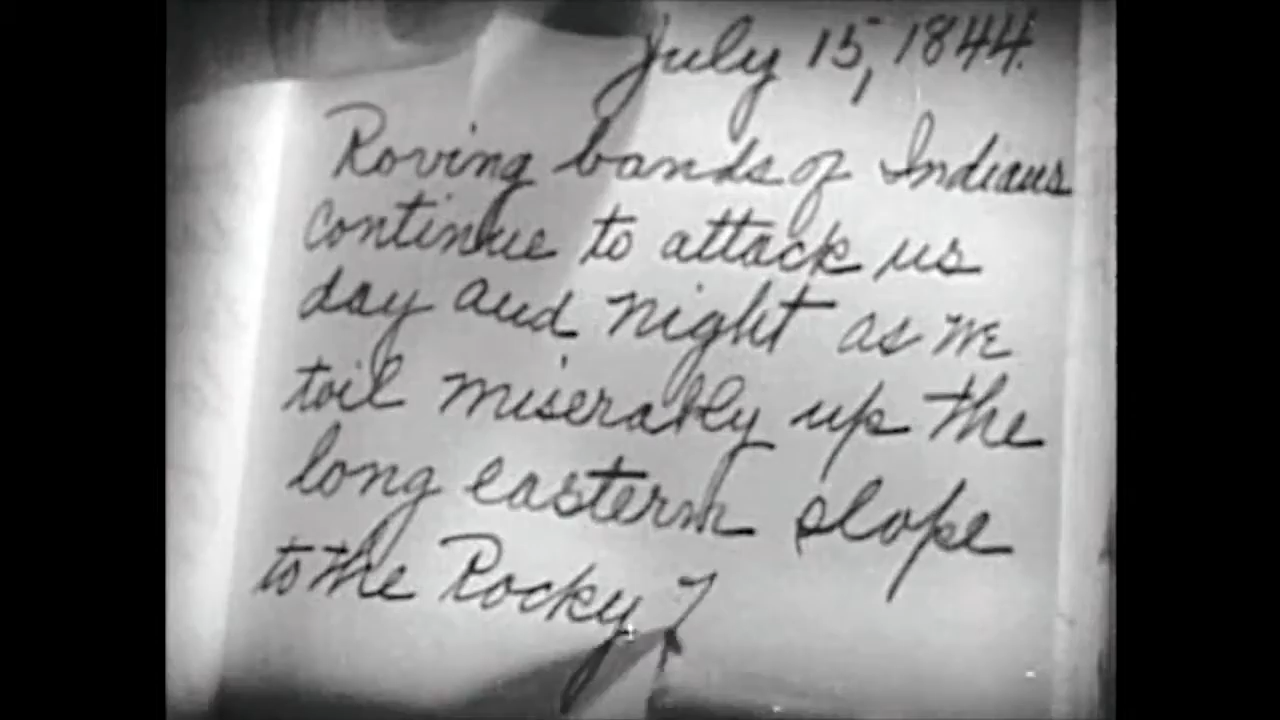 July 15, 1844.
Roving bands of Indians
continue to attack us
day and night as we
toil miserably up the
long eastern slope
to the Rocky